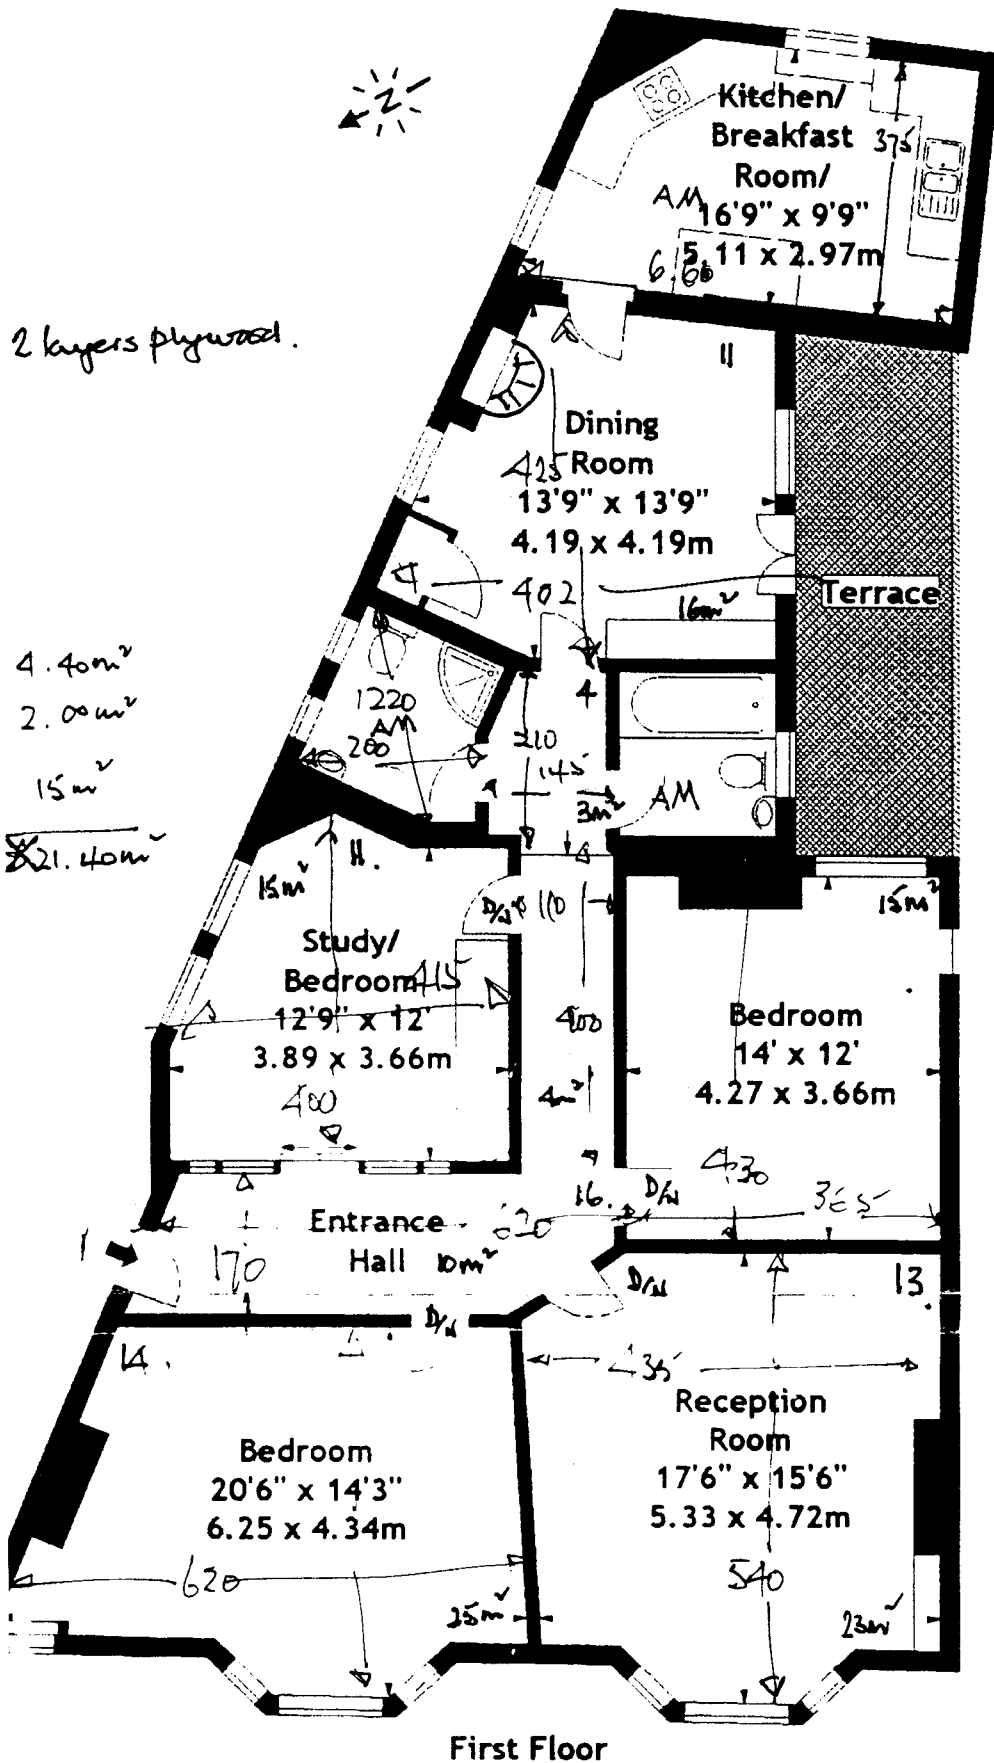 N
Kitchen/
Breakfast
Room/
16'9" x 9'9"
5.11 x 2.97m
375
AM
6.60
2 layers plywood.
11
Dining
Room
13'9" x 13'9"
4.19 x 4.19m
425
402
16m²
Terrace
4.40m²
2.00m²
15m²
21.40m²
1220
AM
200
4
210
145
3m²
AM
15m²
11.
D/N
110
15m²
Study/
Bedroom
12'9" x 12'
3.89 x 3.66m
415
400
400
4m²
Bedroom
14' x 12'
4.27 x 3.66m
430
365
16.
D/N
1
Entrance
Hall
10m²
620
170
D/N
D/N
13.
14.
435
Bedroom
20'6" x 14'3"
6.25 x 4.34m
620
25m²
Reception
Room
17'6" x 15'6"
5.33 x 4.72m
540
23m²
First Floor